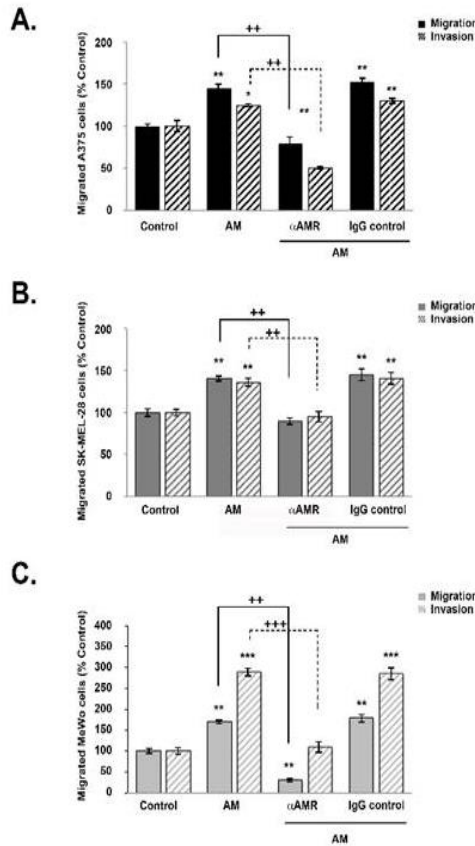 A.
Migration
Invasion
Migrated A375 cells (% Control)
200
150
100
50
0
++
++
**
*
**
**
**
Control
AM
αAMR
IgG control
AM
B.
Migration
Invasion
Migrated SK-MEL-28 cells (% Control)
200
150
100
50
0
++
++
**
**
**
**
Control
AM
αAMR
IgG control
AM
C.
Migration
Invasion
Migrated MeWo cells (% Control)
400
350
300
250
200
150
100
50
0
++
+++
**
***
**
**
***
Control
AM
αAMR
IgG control
AM